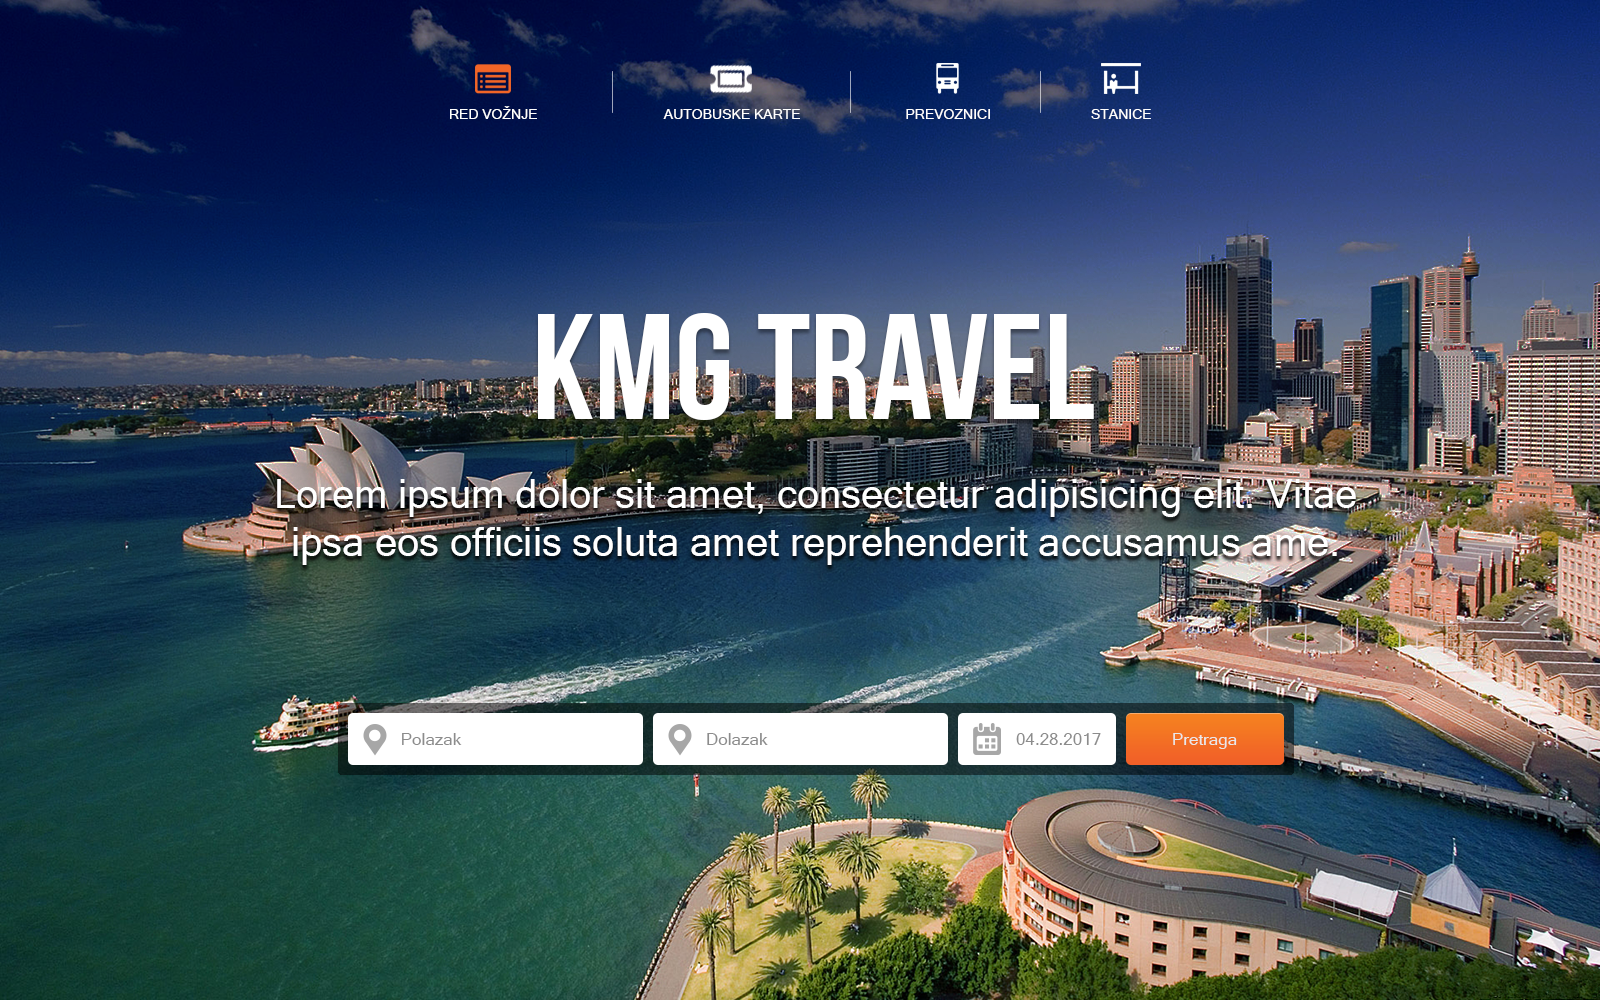 RED VOŽNJE
AUTOBUSKE KARTE
PREVOZNICI
STANICE
KMG TRAVEL
Lorem ipsum dolor sit amet, consectetur adipisicing elit. Vitae
ipsa eos officiis soluta amet reprehenderit accusamus ame.
Polazak
Dolazak
04.28.2017
Pretraga